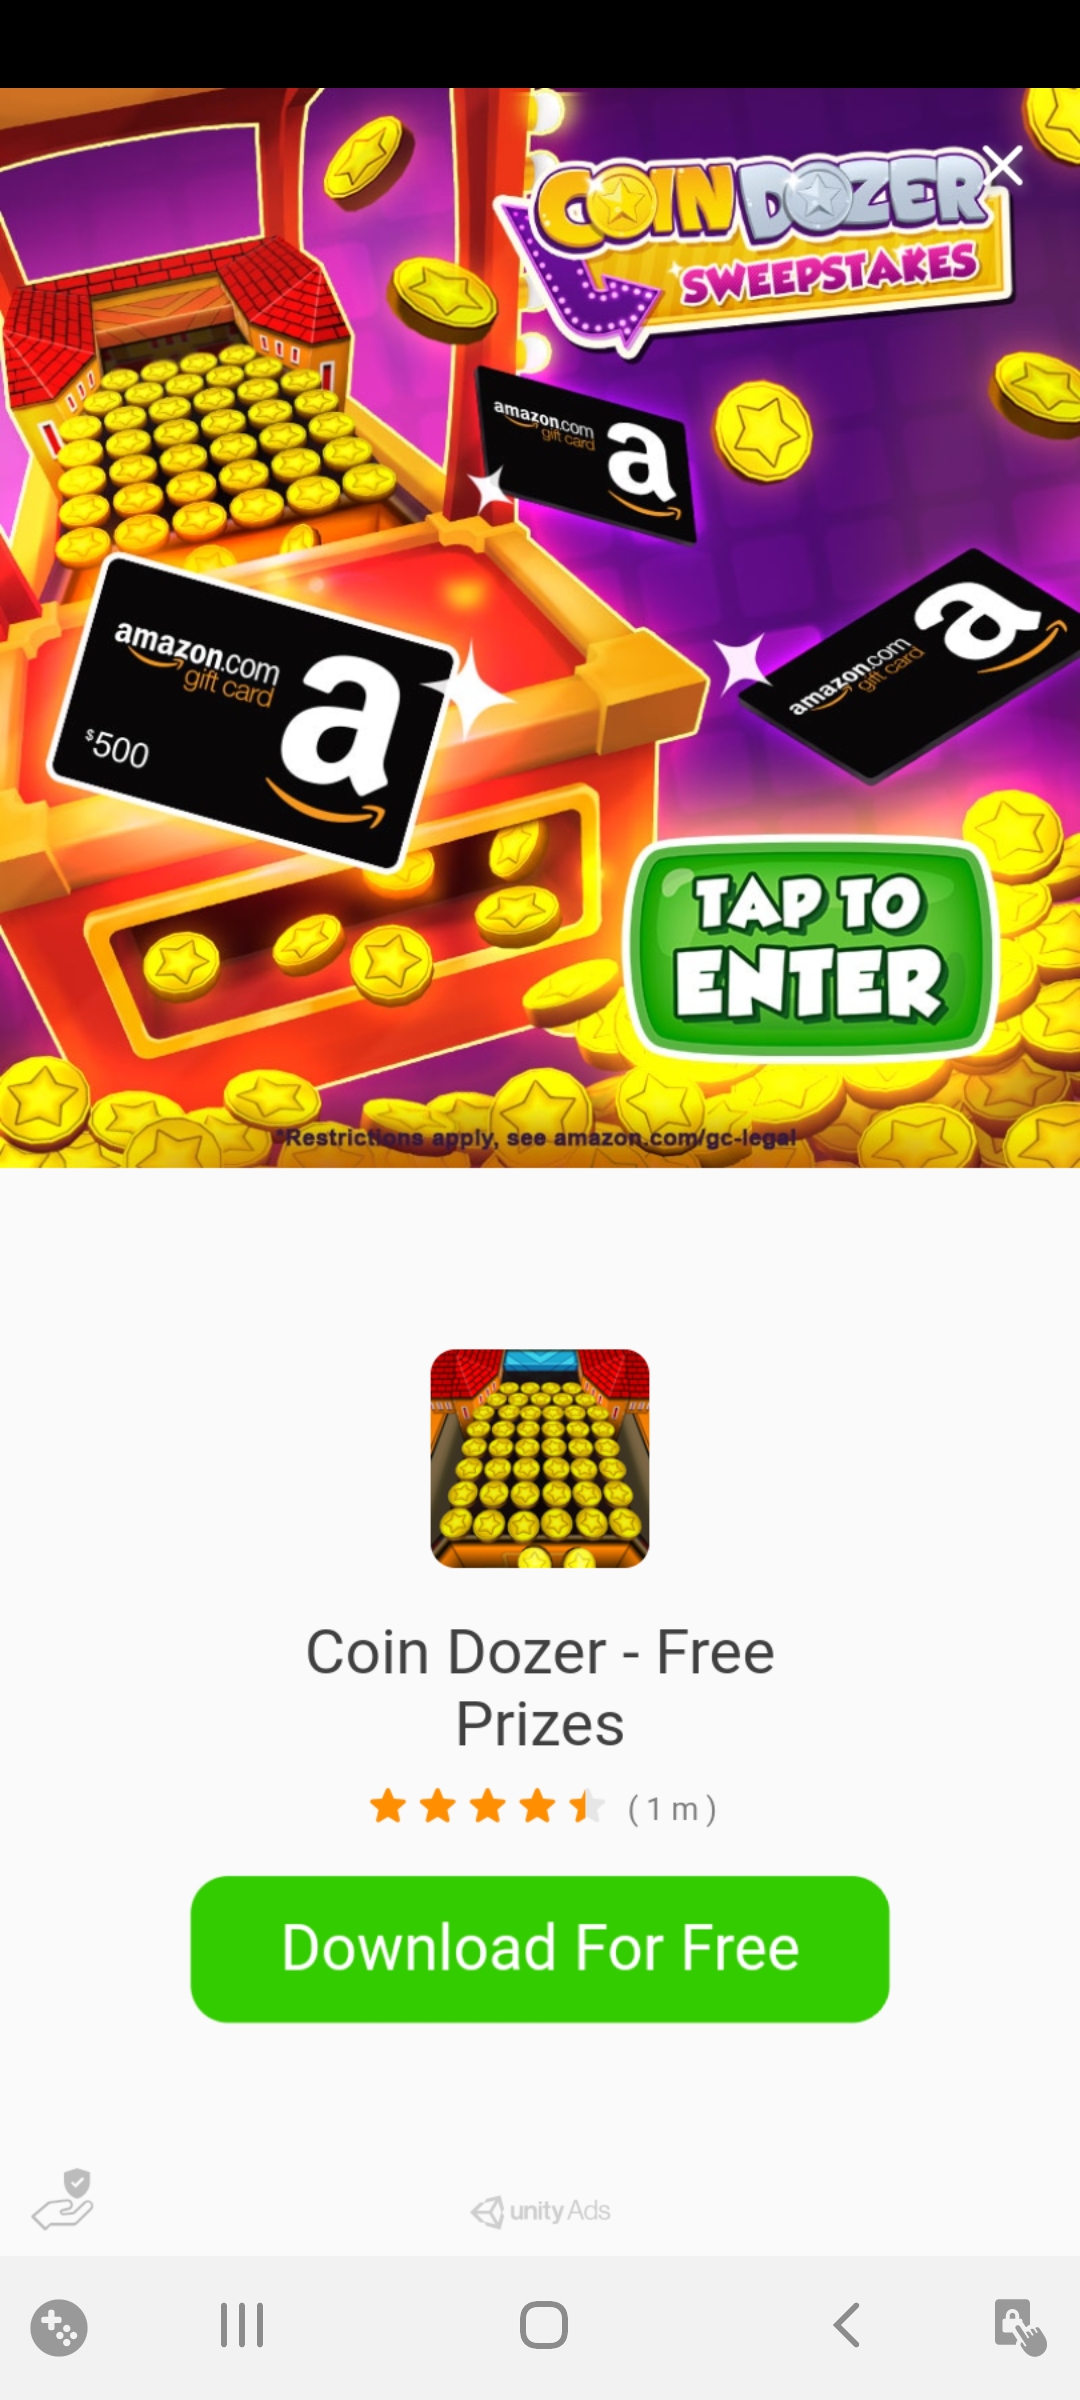 COIN DOZER
SWEEPSTAKES
amazon.com
gift card
a
amazon.com
gift card
a
amazon.com
gift card
a
$500
TAP TO
ENTER
*Restrictions apply, see amazon.com/gc-legal
Coin Dozer - Free
Prizes
( 1 m )
Download For Free
unity Ads